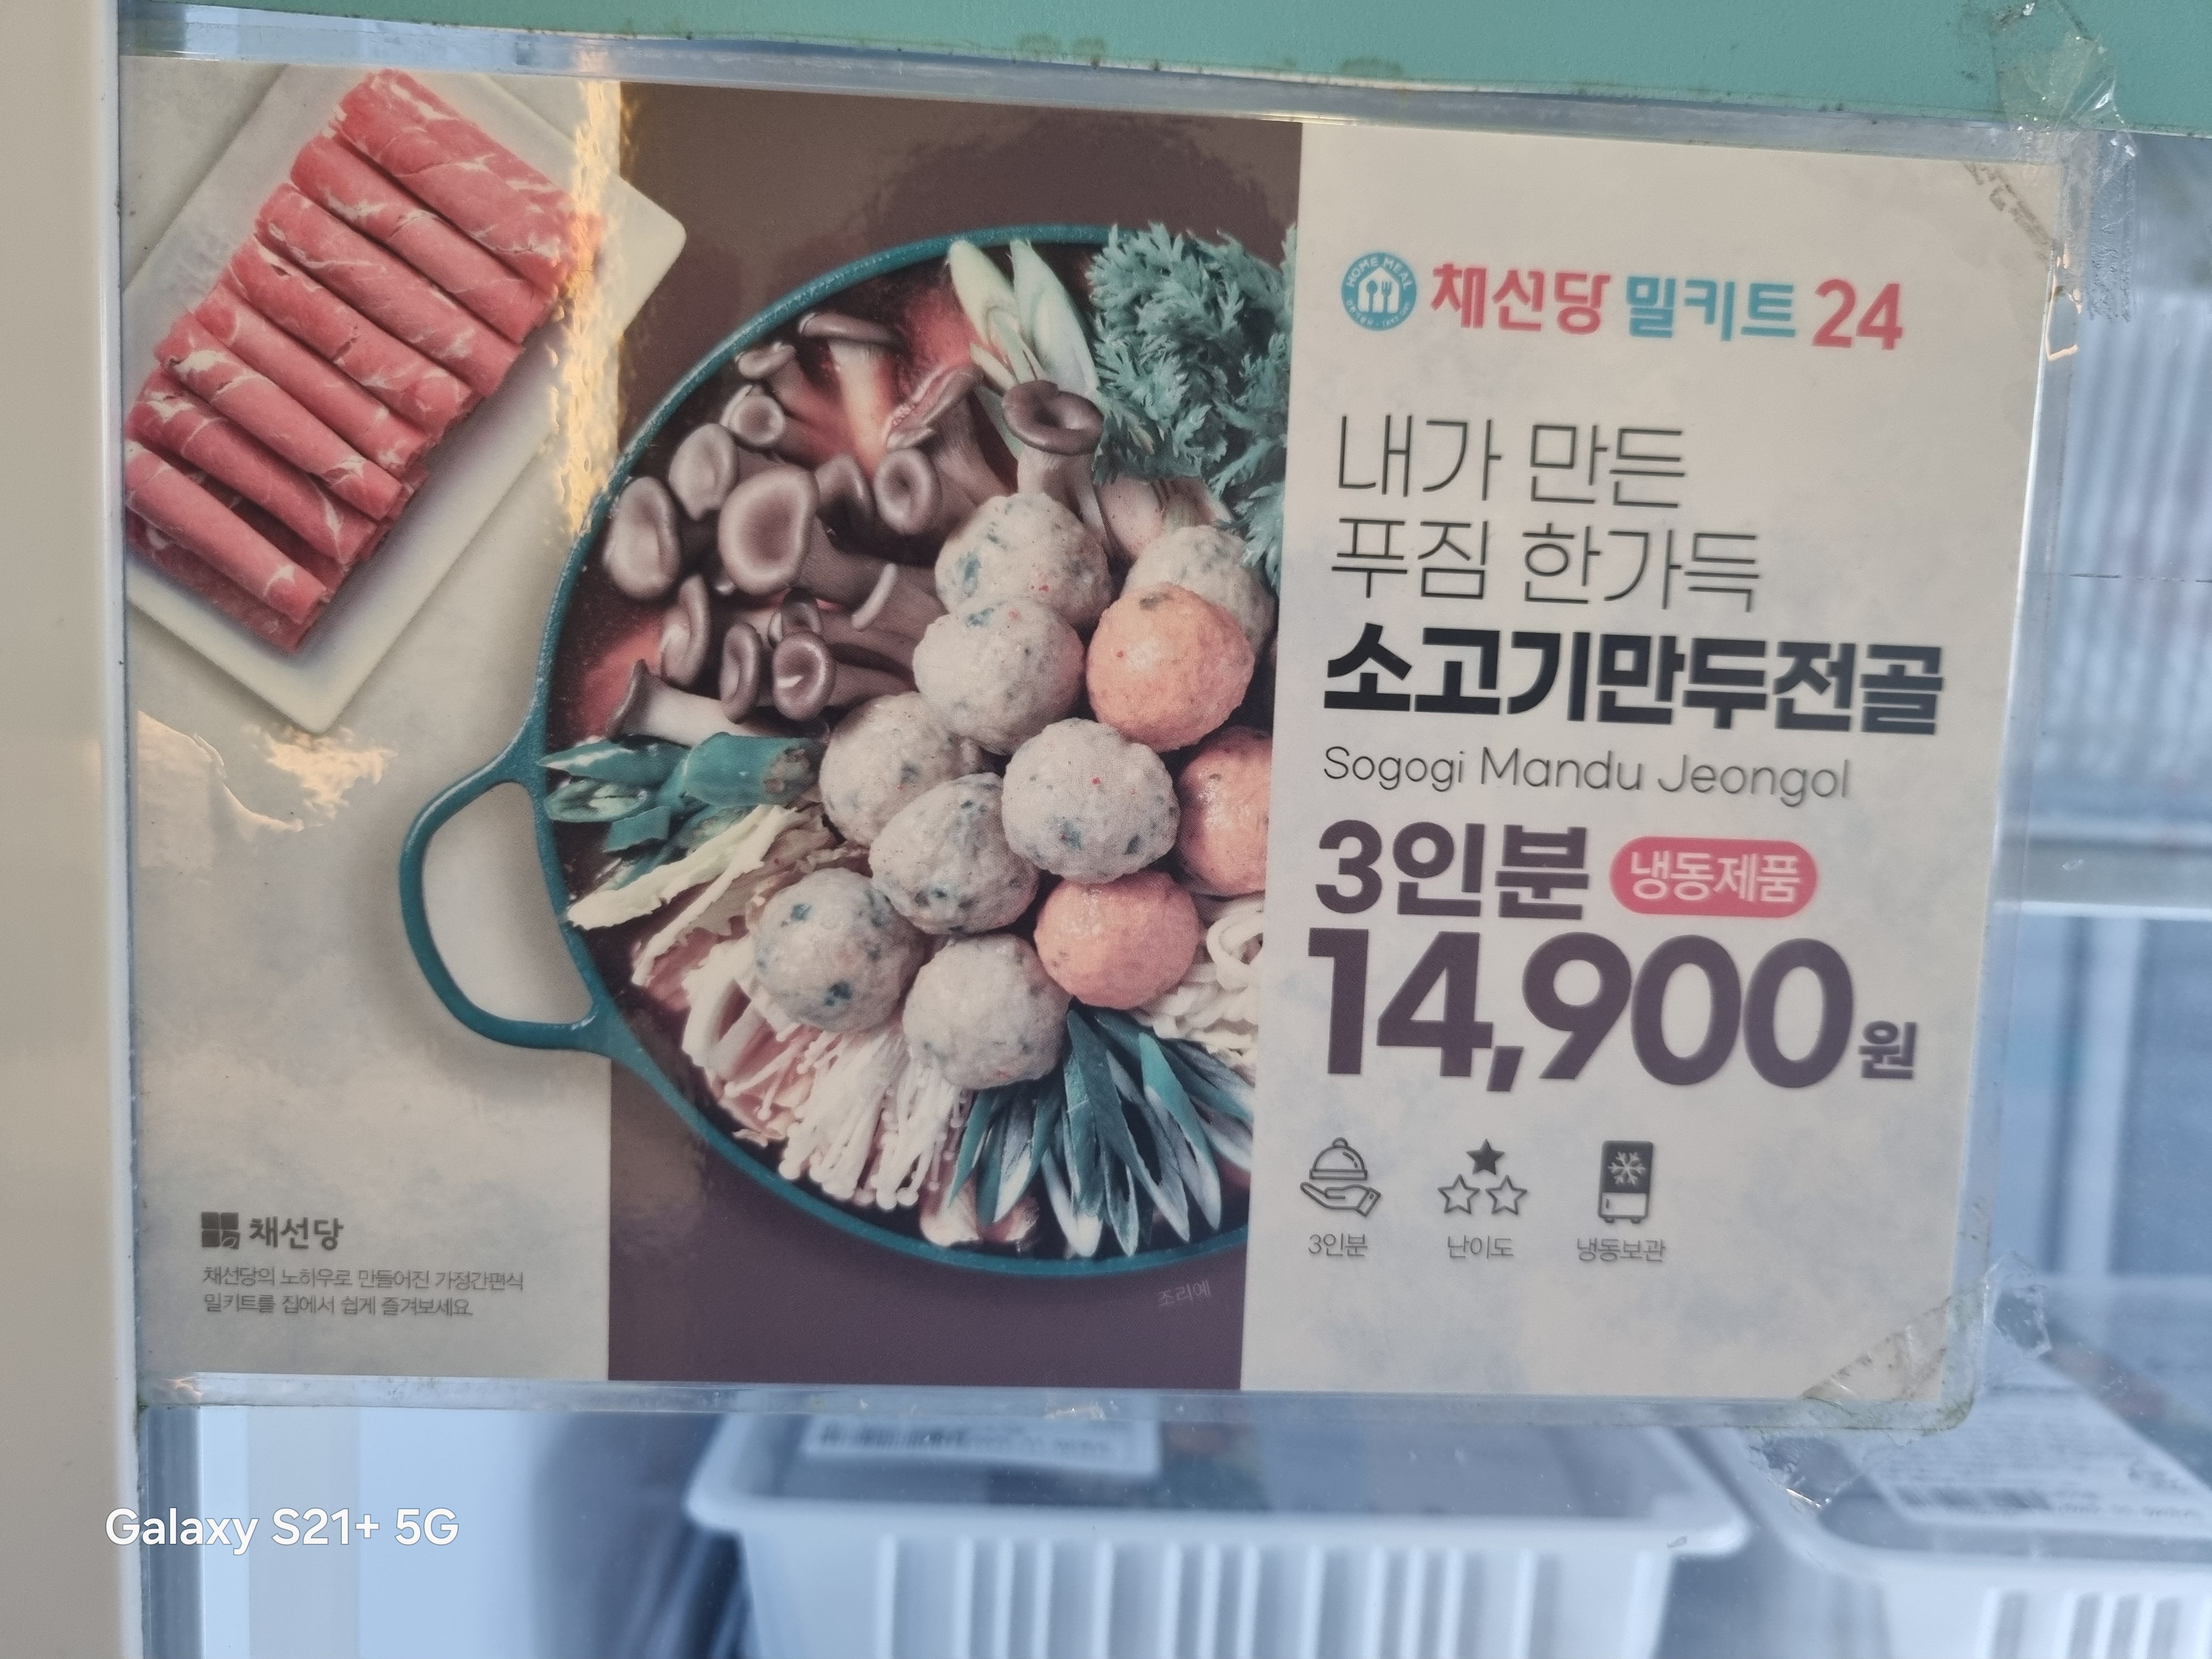 HOME MEAL
채선당 밀키트 24
내가 만든
푸짐 한가득
소고기만두전골
Sogogi Mandu Jeongol
3인분 냉동제품
14,900원
3인분 난이도 냉동보관
조리예
채선당
채선당의 노하우로 만들어진 가정간편식
밀키트를 집에서 쉽게 즐겨보세요.
Galaxy S21+ 5G